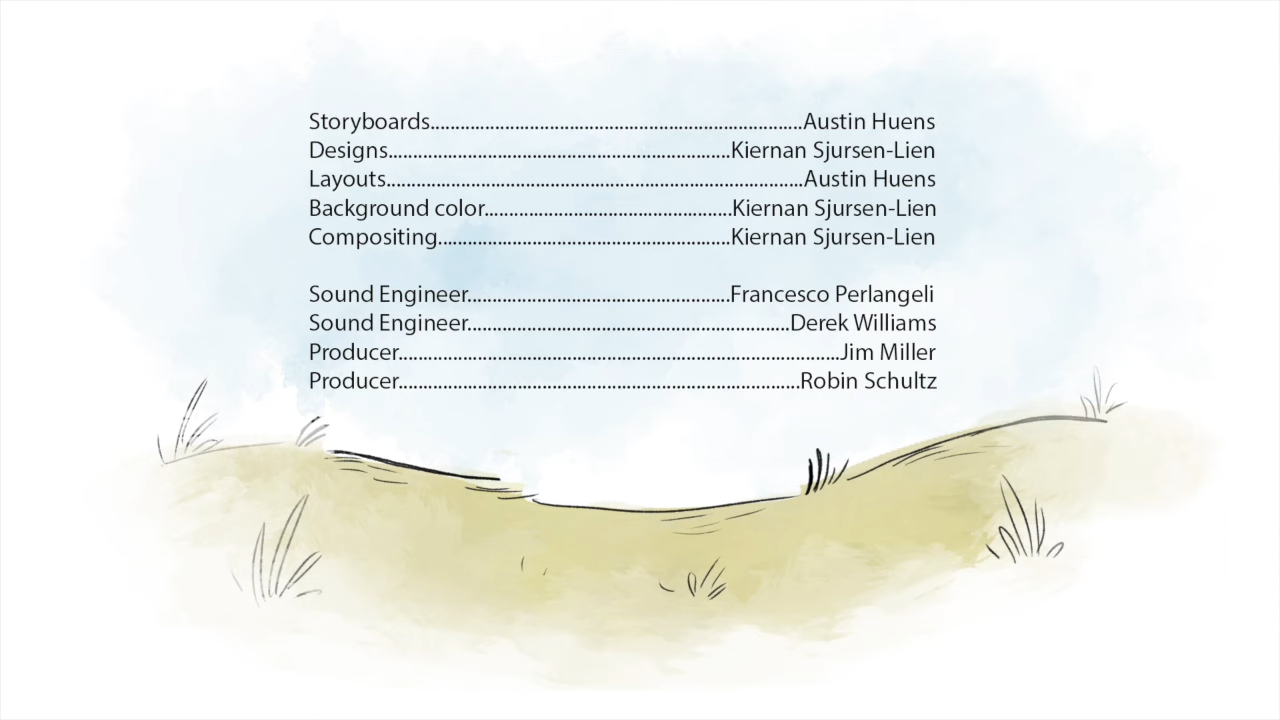 Storyboards..............................................................................Austin Huens
Designs.......................................................................Kiernan Sjursen-Lien
Layouts.......................................................................................Austin Huens
Background color....................................................Kiernan Sjursen-Lien
Compositing.............................................................Kiernan Sjursen-Lien
Sound Engineer.......................................................Francesco Perlangeli
Sound Engineer...................................................................Derek Williams
Producer............................................................................................Jim Miller
Producer....................................................................................Robin Schultz